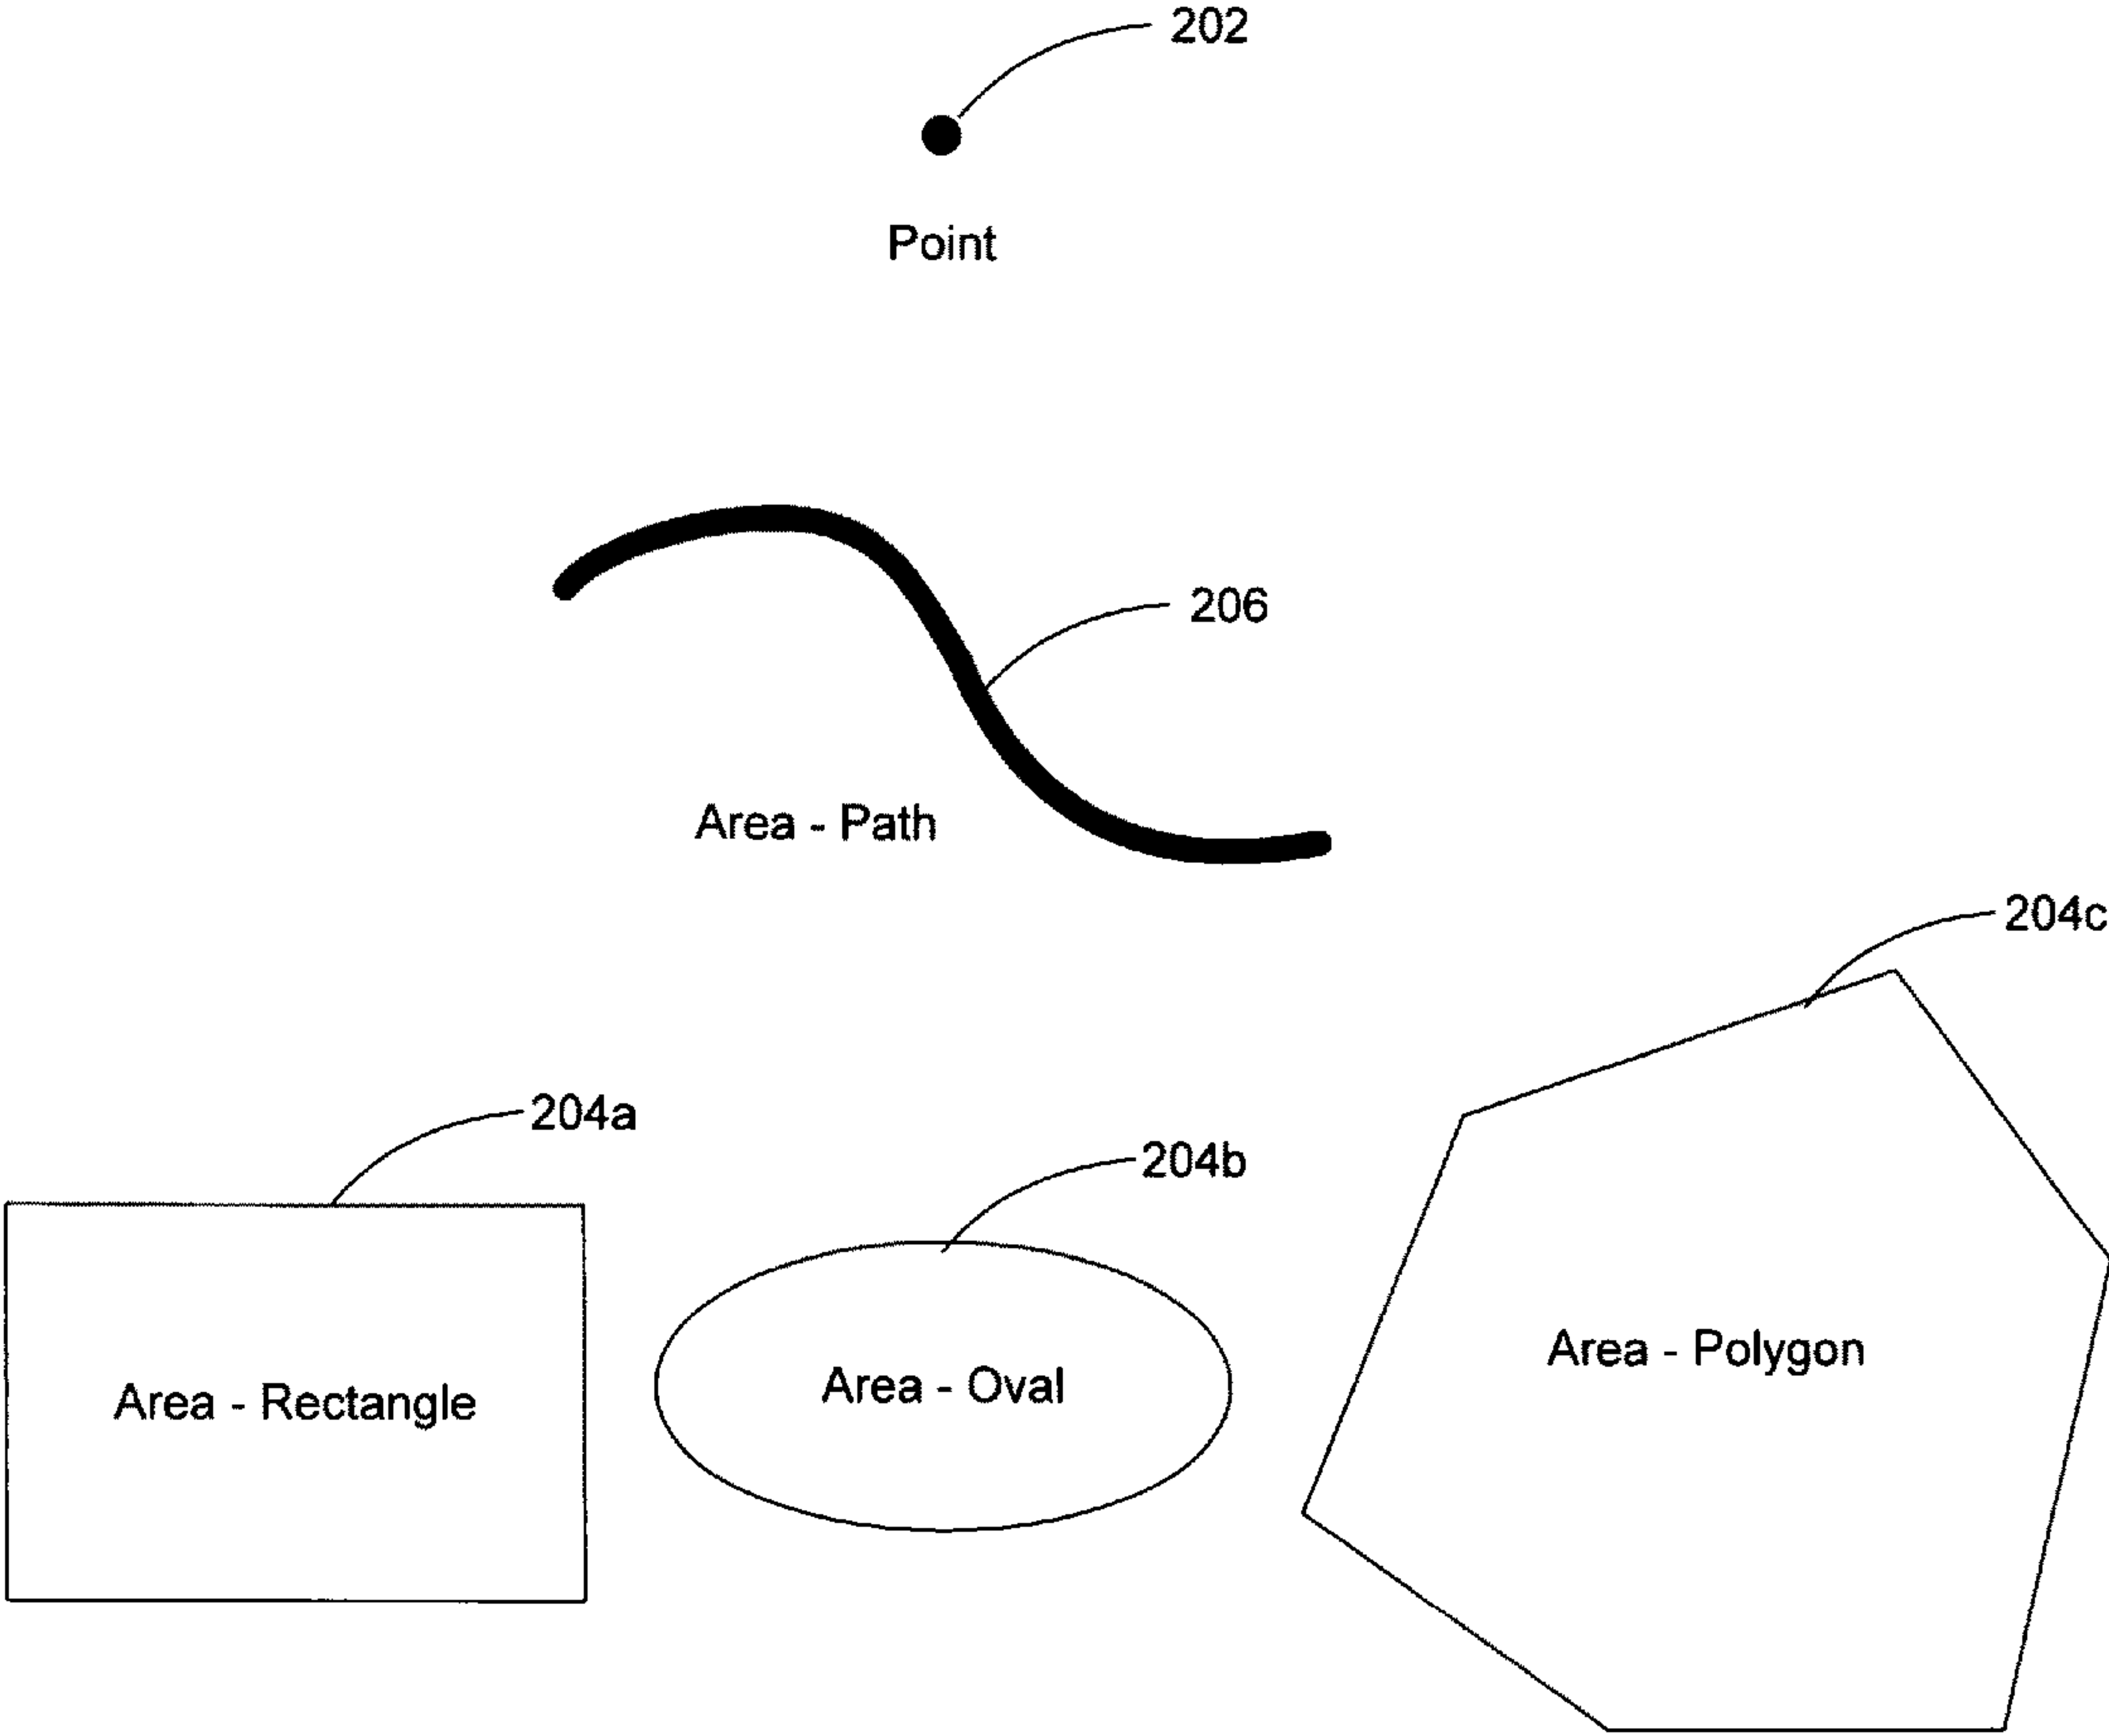 202
Point
206
Area - Path
204c
204a
204b
Area - Polygon
Area - Oval
Area - Rectangle